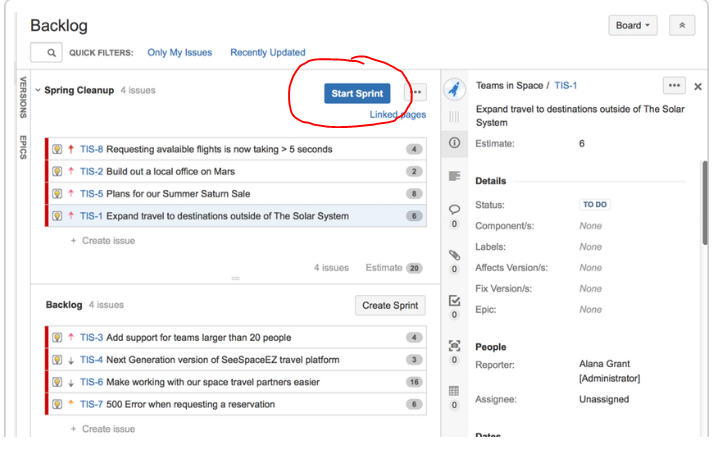 Backlog
Board
QUICK FILTERS: Only My Issues Recently Updated
VERSIONS
EPICS
Spring Cleanup 4 issues
Start Sprint
Linked pages
TIS-8 Requesting avalaible flights is now taking > 5 seconds 4
TIS-2 Build out a local office on Mars 2
TIS-5 Plans for our Summer Saturn Sale 8
TIS-1 Expand travel to destinations outside of The Solar System 6
+ Create issue
4 issues Estimate 20
Backlog 4 issues
Create Sprint
TIS-3 Add support for teams larger than 20 people 4
TIS-4 Next Generation version of SeeSpaceEZ travel platform 3
TIS-6 Make working with our space travel partners easier 16
TIS-7 500 Error when requesting a reservation 6
+ Create issue
0
0
0
0
0
Teams in Space / TIS-1
Expand travel to destinations outside of The Solar
System
Estimate: 6
Details
Status: TO DO
Component/s: None
Labels: None
Affects Version/s: None
Fix Version/s: None
Epic: None
People
Reporter: Alana Grant
[Administrator]
Assignee: Unassigned
Dates